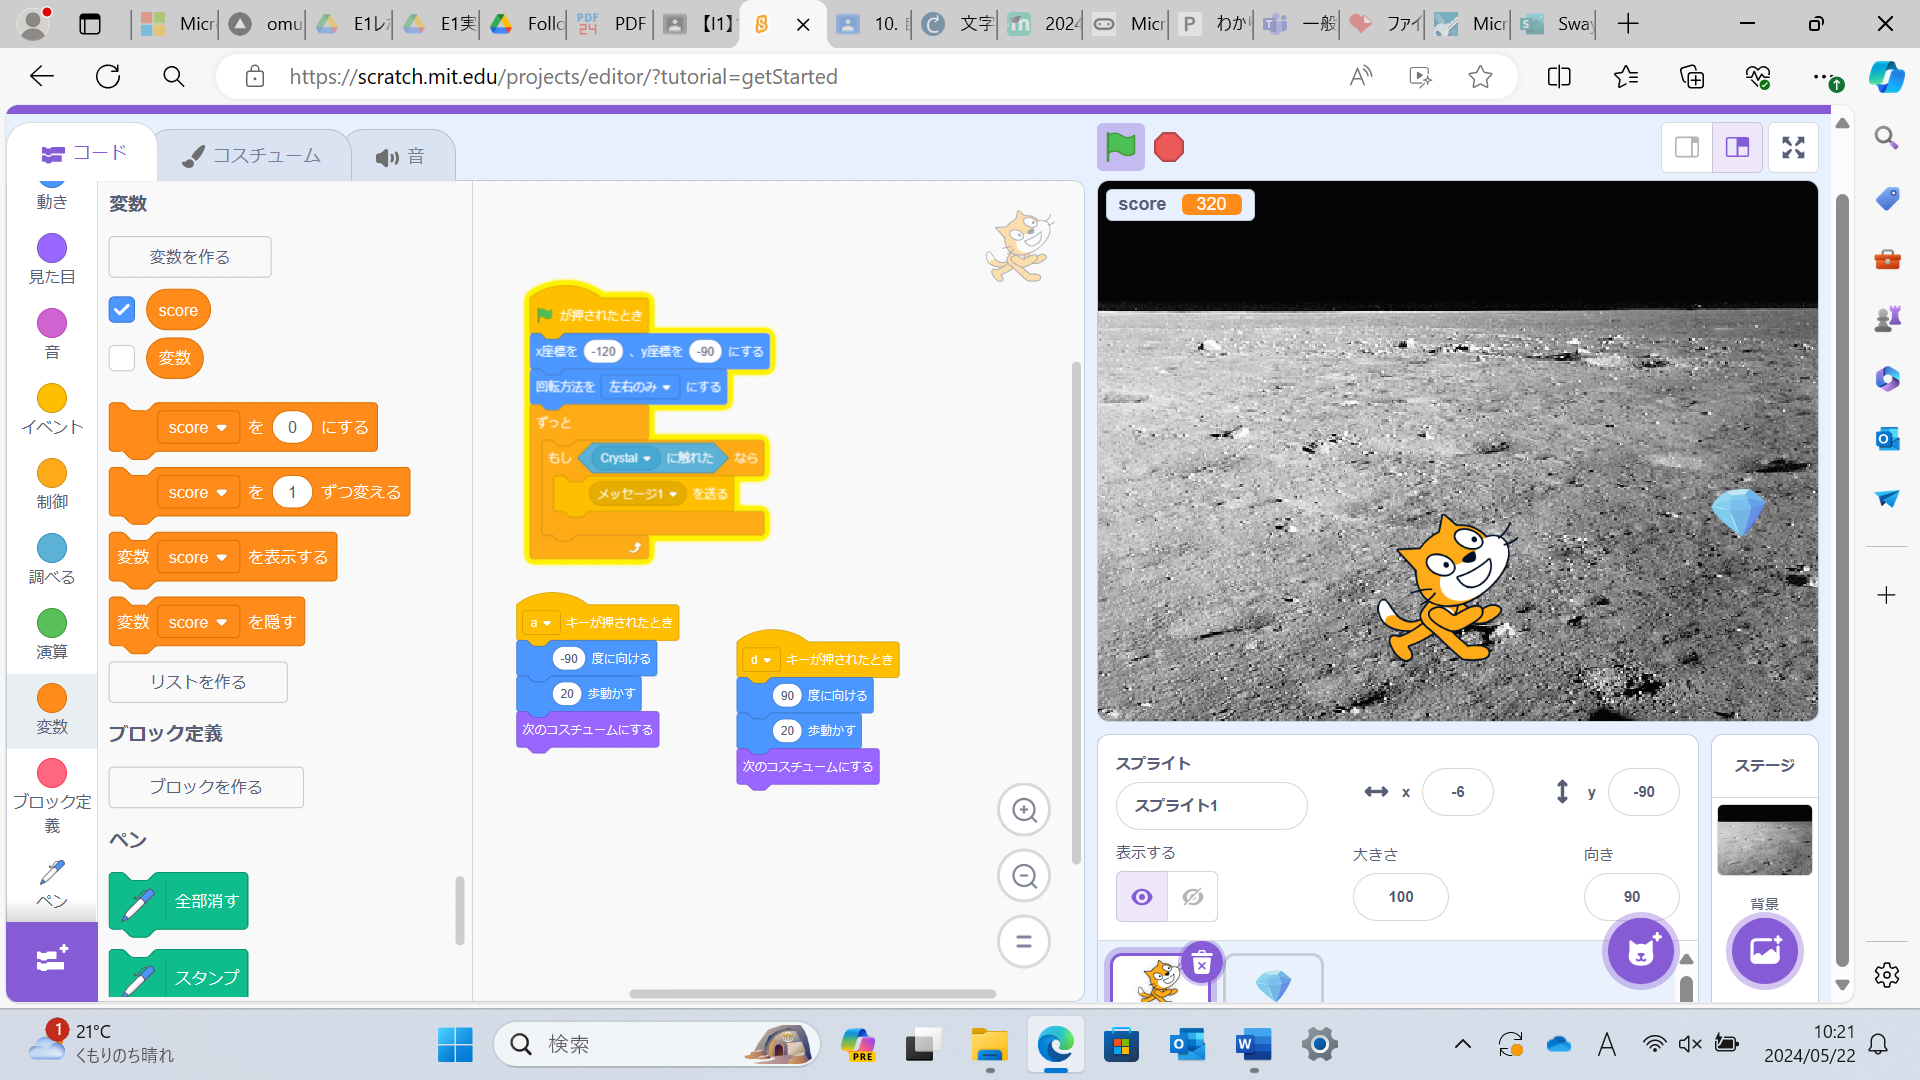 Micr
omu
E1レポ
E1実
Follo
PDF
【I1】
10.
文字
2024
Micr
わかり
一般
ファイ
Micr
Sway
https://scratch.mit.edu/projects/editor/?tutorial=getStarted
コード
コスチューム
音
動き
見た目
音
イベント
制御
調べる
演算
変数
ブロック定義
ペン
変数
変数を作る
score
変数
score を 0 にする
score を 1 ずつ変える
変数 score を表示する
変数 score を隠す
リストを作る
ブロック定義
ブロックを作る
ペン
全部消す
スタンプ
が押されたとき
x座標を -120 、y座標を -90 にする
回転方法を 左右のみ にする
ずっと
もし Crystal に触れた なら
メッセージ1 を送る
a キーが押されたとき
-90 度に向ける
20 歩動かす
次のコスチュームにする
d キーが押されたとき
90 度に向ける
20 歩動かす
次のコスチュームにする
score 320
スプライト
スプライト1
x -6
y -90
表示する
大きさ
100
向き
90
ステージ
背景
1
21°C
くもりのち晴れ
検索
PRE
A
10:21
2024/05/22